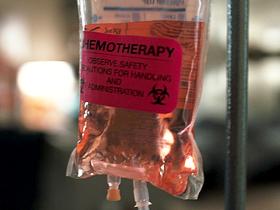 HEMOTHERAPY
OBSERVE SAFETY
CAUTIONS FOR HANDLING
AND
ADMINISTRATION